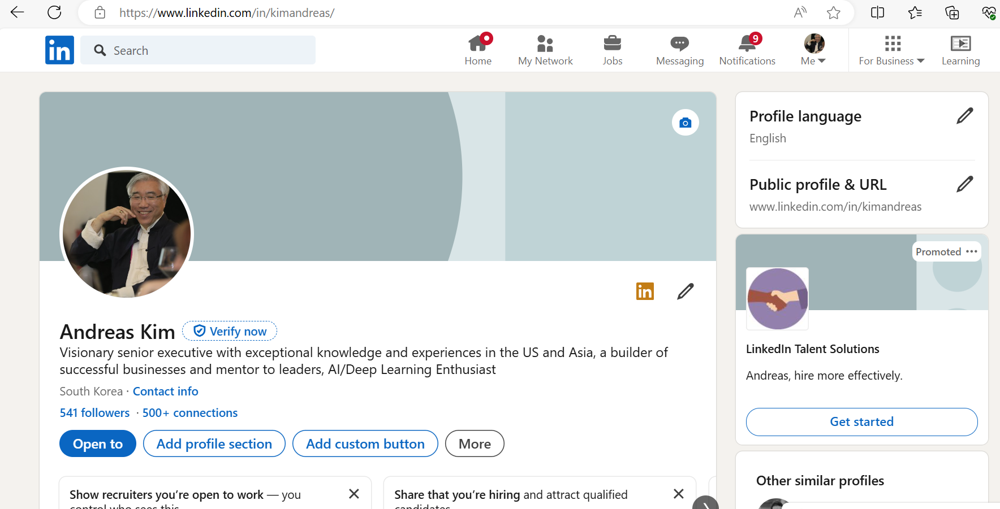 https://www.linkedin.com/in/kimandreas/
in
Search
Home
My Network
Jobs
Messaging
9
Notifications
Me
For Business
Learning
in
Andreas Kim
Verify now
Visionary senior executive with exceptional knowledge and experiences in the US and Asia, a builder of
successful businesses and mentor to leaders, AI/Deep Learning Enthusiast
South Korea · Contact info
541 followers · 500+ connections
Open to
Add profile section
Add custom button
More
Show recruiters you’re open to work — you
control who sees this
Share that you’re hiring and attract qualified
candidates
Profile language
English
Public profile & URL
www.linkedin.com/in/kimandreas
Promoted
LinkedIn Talent Solutions
Andreas, hire more effectively.
Get started
Other similar profiles